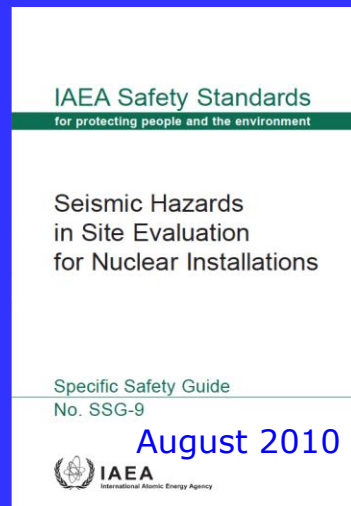 IAEA Safety Standards
for protecting people and the environment
Seismic Hazards
in Site Evaluation
for Nuclear Installations
Specific Safety Guide
No. SSG-9
August 2010
IAEA
International Atomic Energy Agency